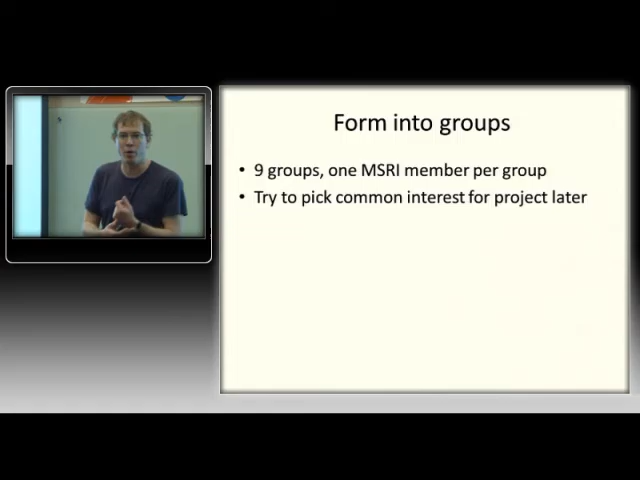 Form into groups
• 9 groups, one MSRI member per group
• Try to pick common interest for project later